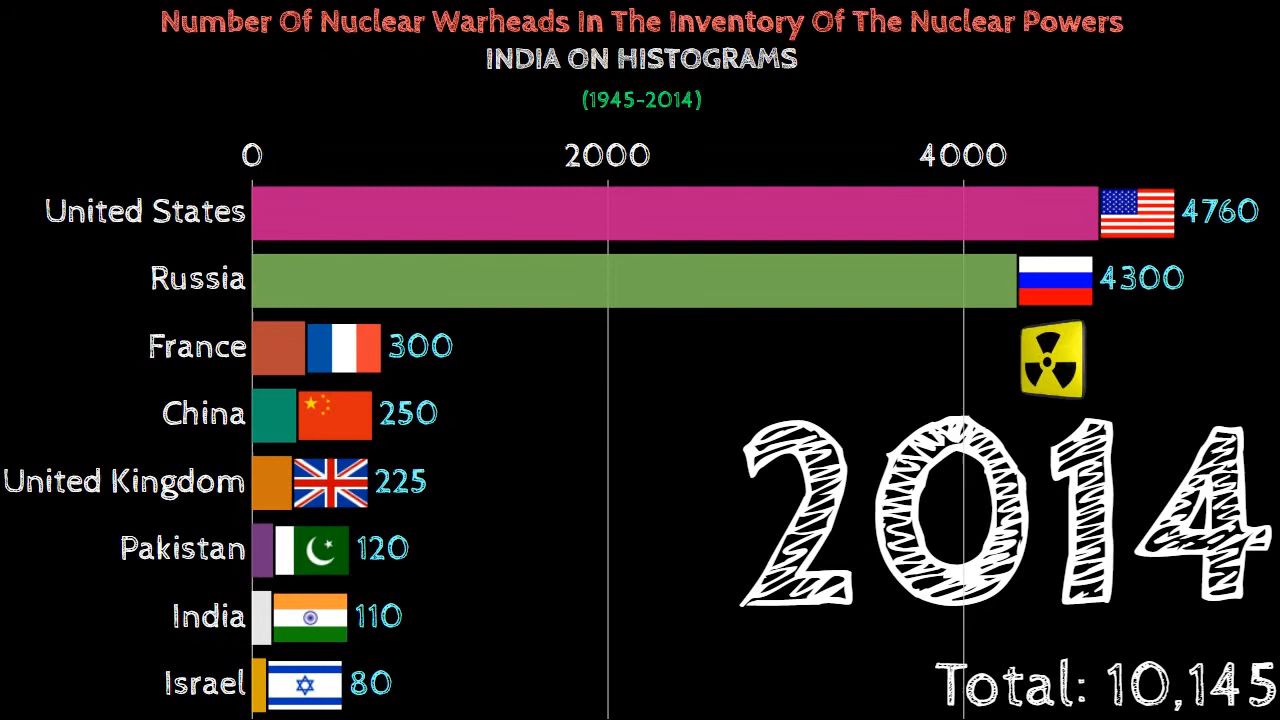 Number Of Nuclear Warheads In The Inventory Of The Nuclear Powers
INDIA ON HISTOGRAMS
(1945-2014)
0 2000 4000
United States 4760
Russia 4300
France 300
China 250
United Kingdom 225
Pakistan 120
India 110
Israel 80
2014
Total: 10,145